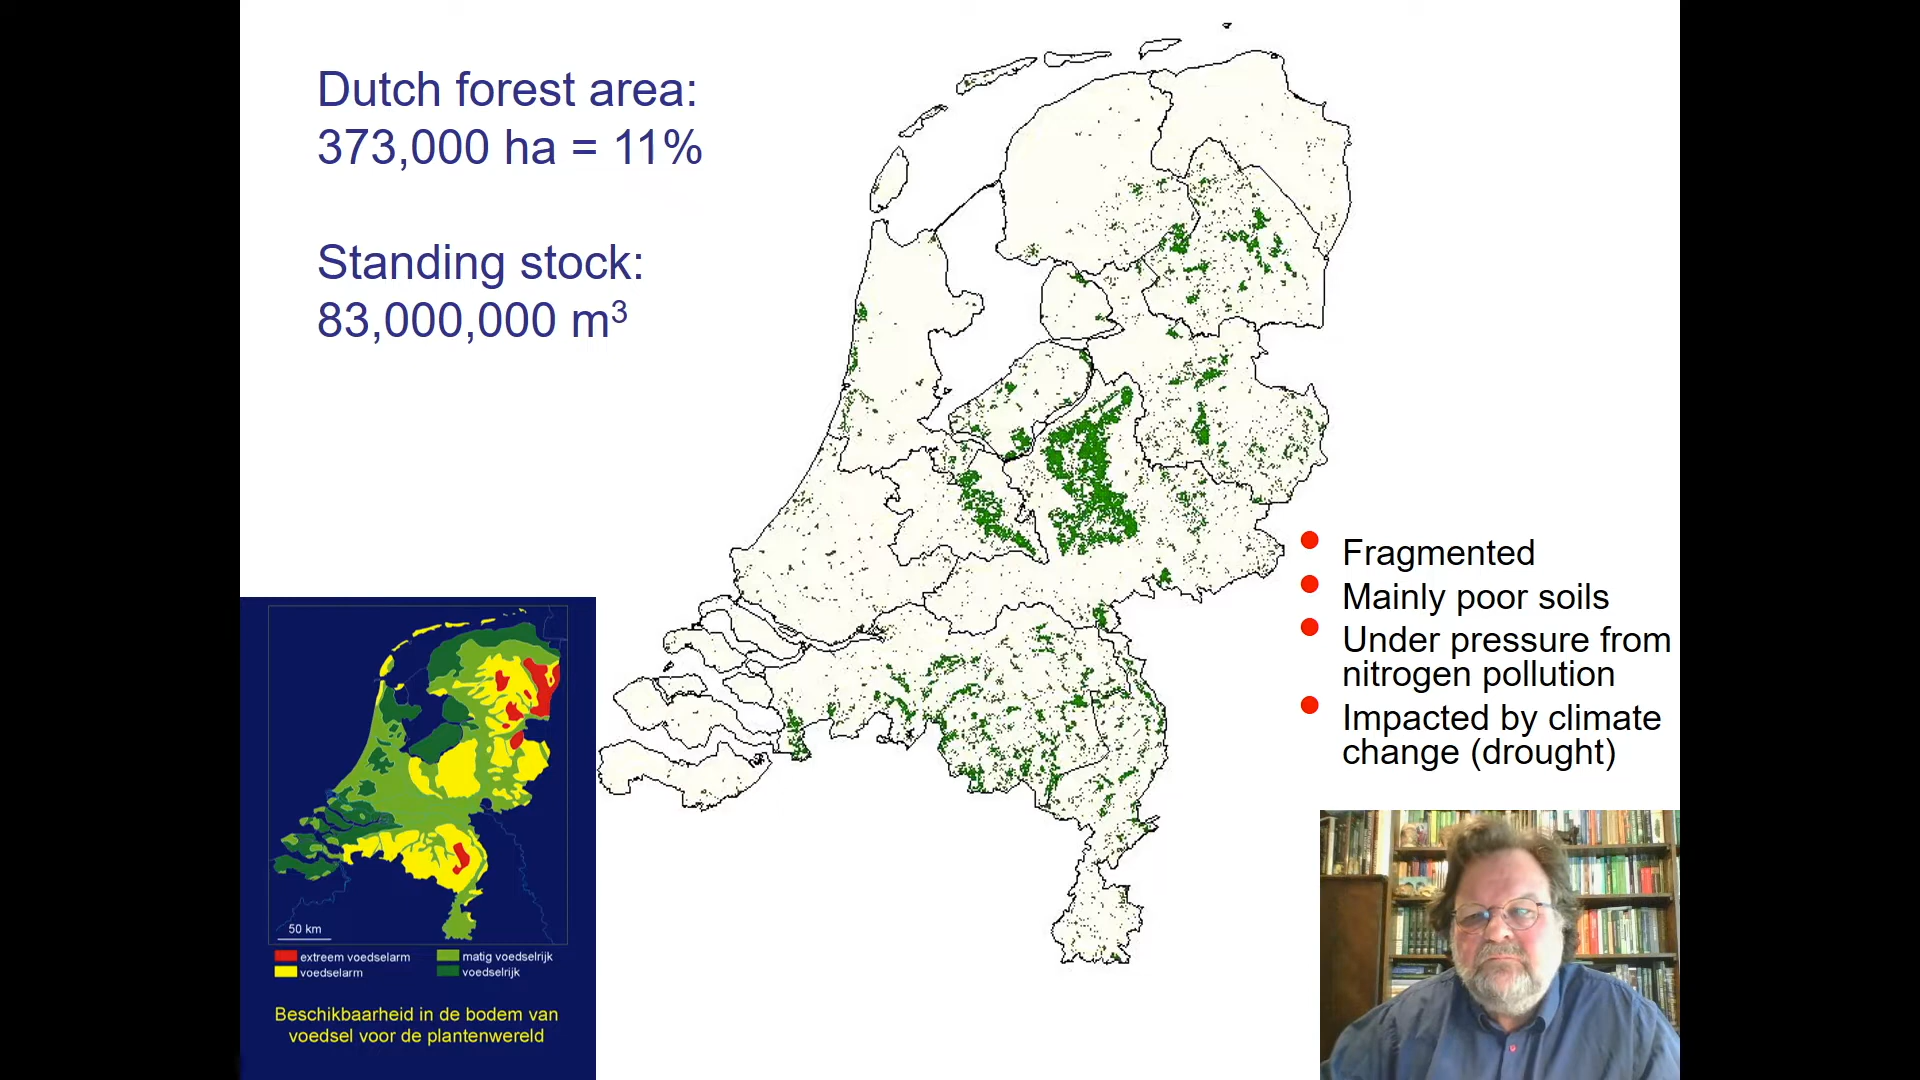 Dutch forest area:
373,000 ha = 11%
Standing stock:
83,000,000 m³
Fragmented
Mainly poor soils
Under pressure from
nitrogen pollution
Impacted by climate
change (drought)
50 km
extreem voedselarm
matig voedselrijk
voedselarm
voedselrijk
Beschikbaarheid in de bodem van
voedsel voor de plantenwereld